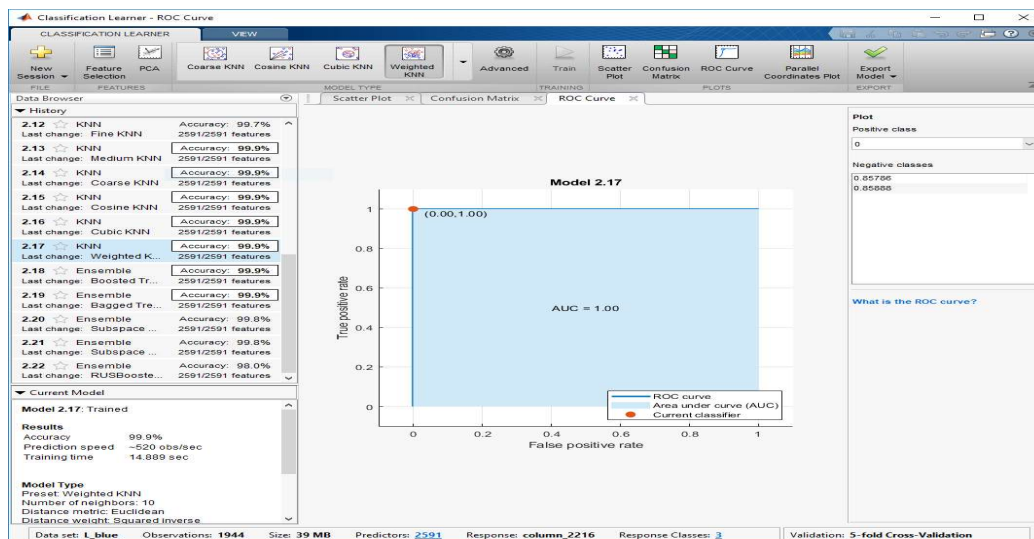 Classification Learner - ROC Curve
CLASSIFICATION LEARNER VIEW
New Session
Feature Selection
PCA
Coarse KNN
Cosine KNN
Cubic KNN
Weighted KNN
Advanced
Train
Scatter Plot
Confusion Matrix
ROC Curve
Parallel Coordinates Plot
Export Model
FILE FEATURES MODEL TYPE TRAINING PLOTS EXPORT
Data Browser
Scatter Plot Confusion Matrix ROC Curve
History
2.12 KNN Accuracy: 99.7%
Last change: Fine KNN 2591/2591 features
2.13 KNN Accuracy: 99.9%
Last change: Medium KNN 2591/2591 features
2.14 KNN Accuracy: 99.9%
Last change: Coarse KNN 2591/2591 features
2.15 KNN Accuracy: 99.9%
Last change: Cosine KNN 2591/2591 features
2.16 KNN Accuracy: 99.9%
Last change: Cubic KNN 2591/2591 features
2.17 KNN Accuracy: 99.9%
Last change: Weighted K... 2591/2591 features
2.18 Ensemble Accuracy: 99.9%
Last change: Boosted Tr... 2591/2591 features
2.19 Ensemble Accuracy: 99.9%
Last change: Bagged Tre... 2591/2591 features
2.20 Ensemble Accuracy: 99.8%
Last change: Subspace ... 2591/2591 features
2.21 Ensemble Accuracy: 99.8%
Last change: Subspace ... 2591/2591 features
2.22 Ensemble Accuracy: 98.0%
Last change: RUSBooste... 2591/2591 features
Current Model
Model 2.17: Trained
Results
Accuracy 99.9%
Prediction speed ~520 obs/sec
Training time 14.889 sec
Model Type
Preset: Weighted KNN
Number of neighbors: 10
Distance metric: Euclidean
Distance weight: Squared inverse
Model 2.17
True positive rate
1
0.8
0.6
0.4
0.2
0
(0.00,1.00)
AUC = 1.00
ROC curve
Area under curve (AUC)
Current classifier
0 0.2 0.4 0.6 0.8 1
False positive rate
Plot
Positive class
0
Negative classes
0.85786
0.85888
What is the ROC curve?
Data set: L_blue Observations: 1944 Size: 39 MB Predictors: 2591 Response: column_2216 Response Classes: 3 Validation: 5-fold Cross-Validation